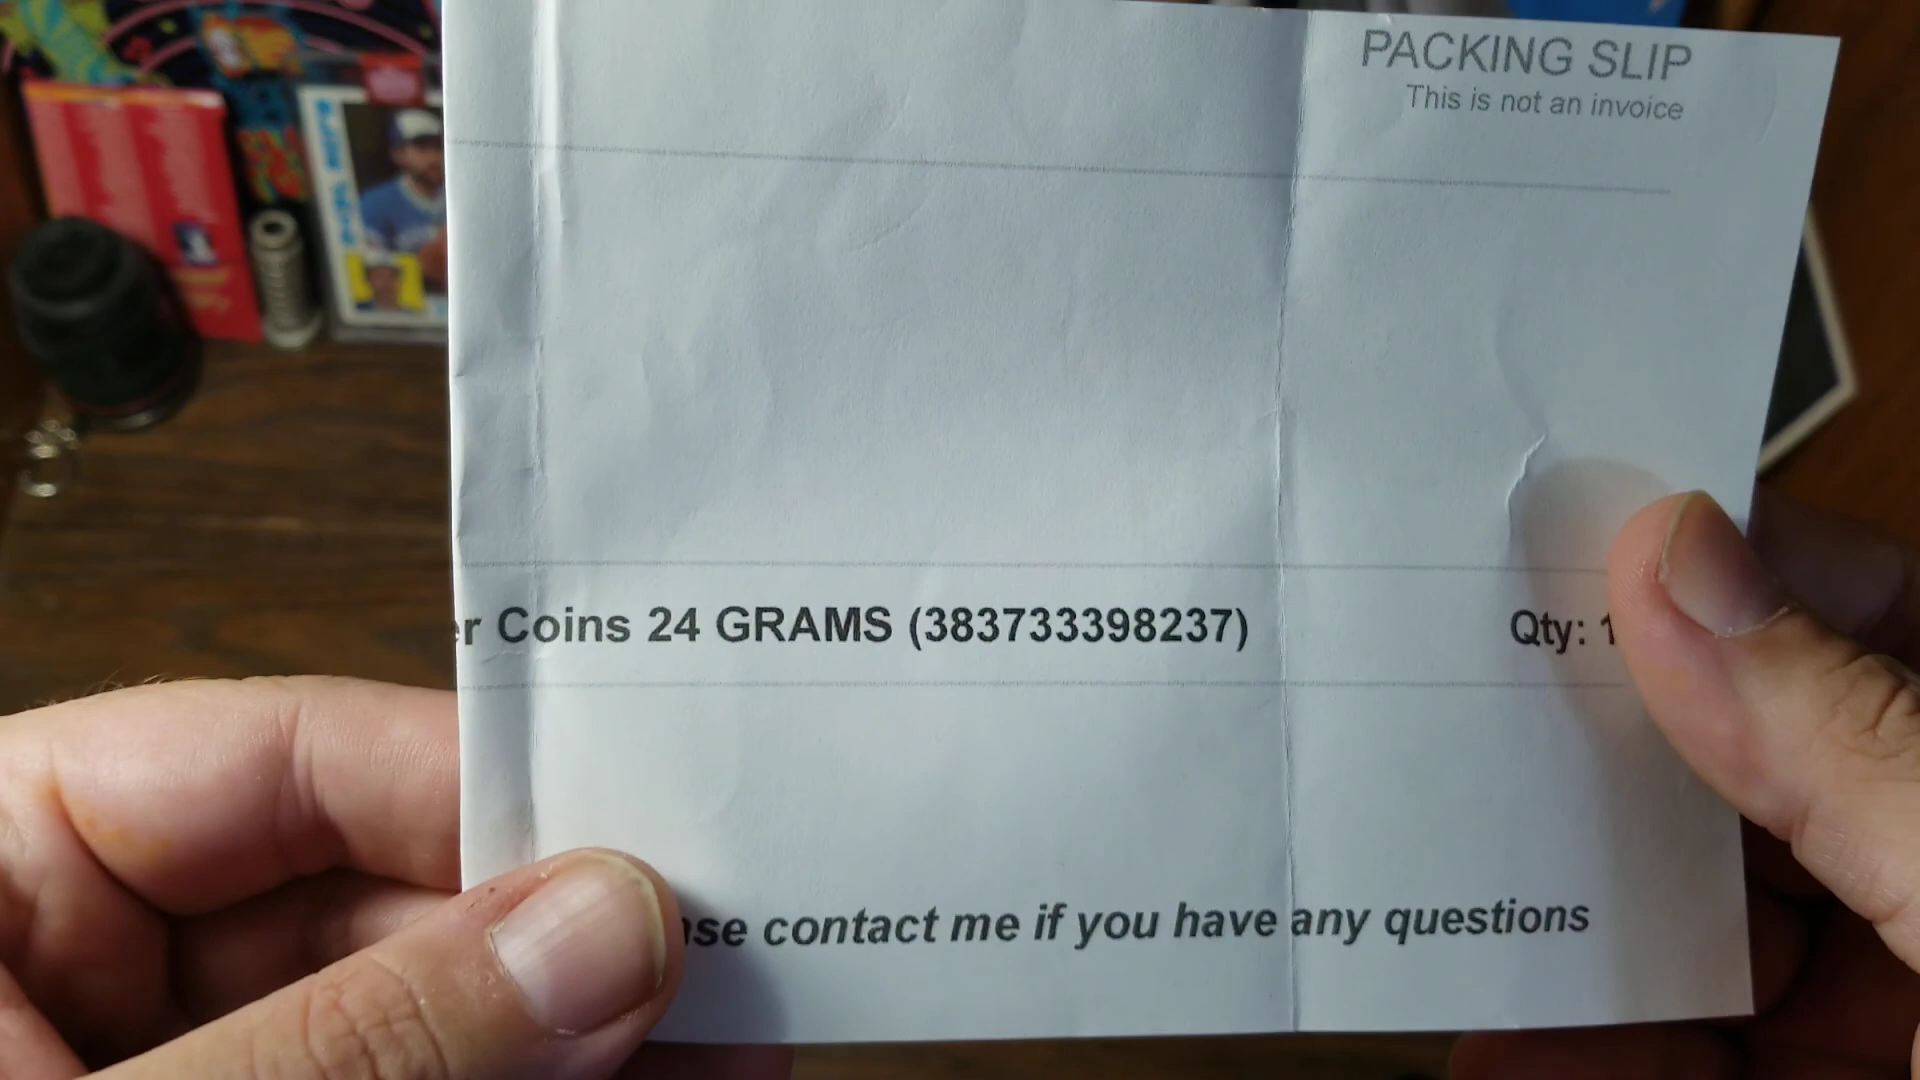 PACKING SLIP
This is not an invoice
r Coins 24 GRAMS (383733398237) Qty: 1
contact me if you have any questions